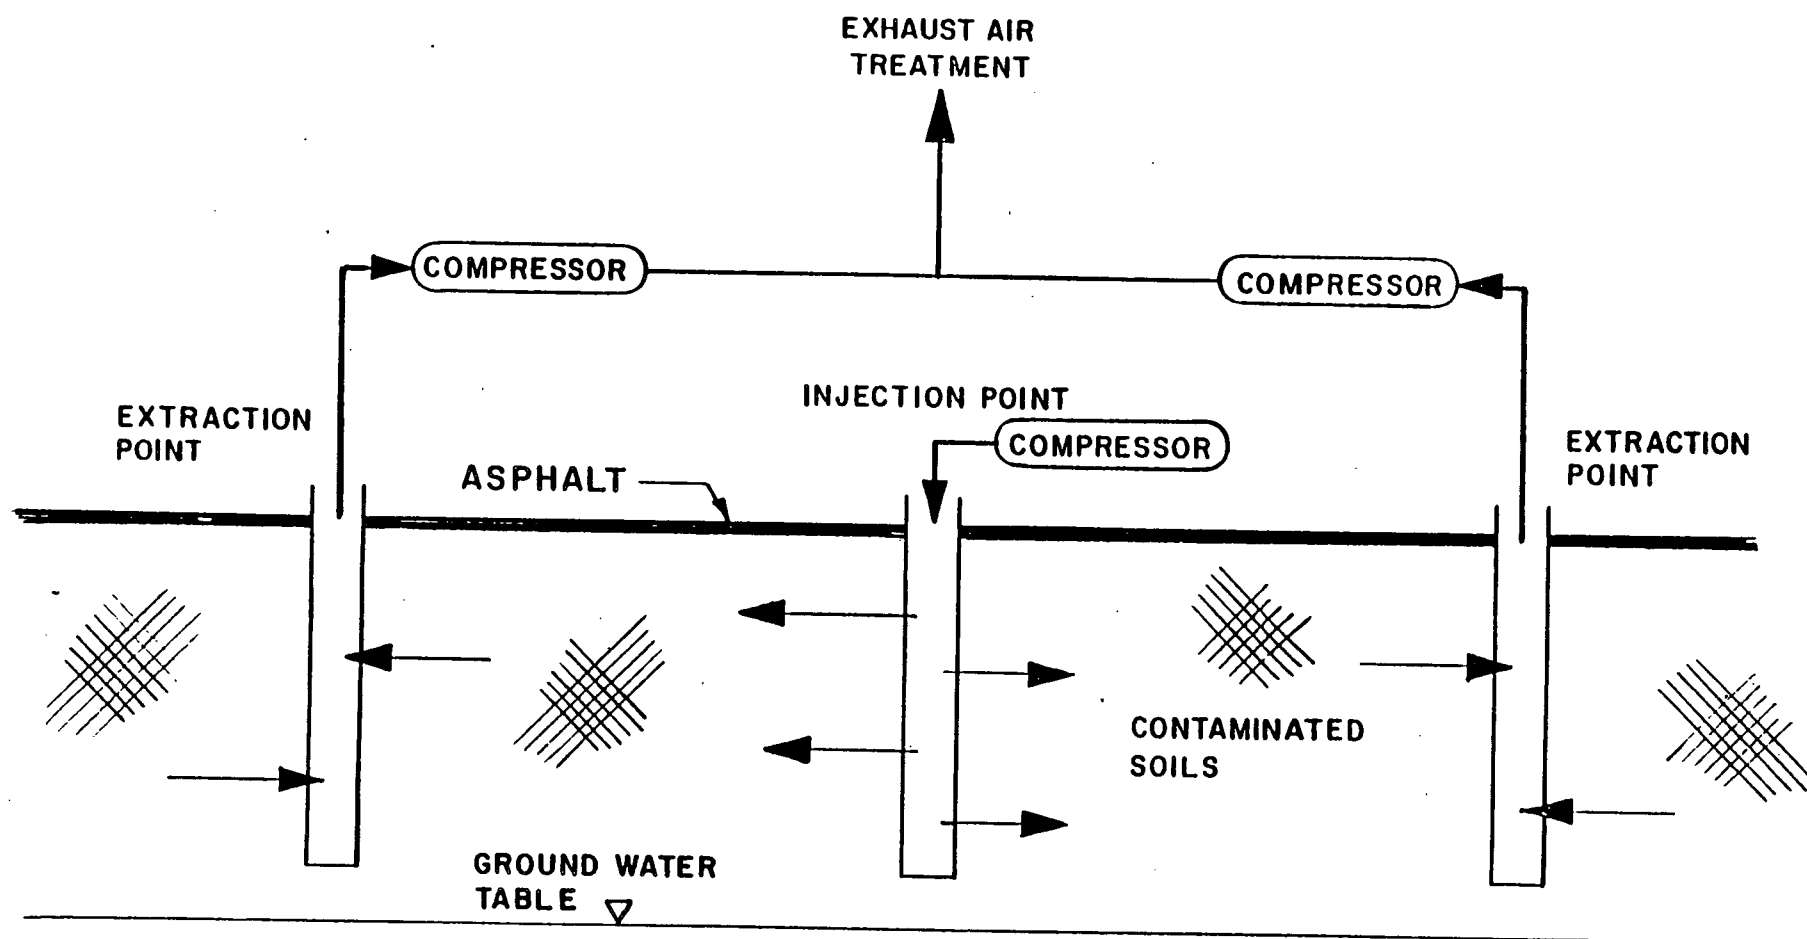 EXHAUST AIR
TREATMENT
COMPRESSOR
COMPRESSOR
INJECTION POINT
COMPRESSOR
EXTRACTION
POINT
EXTRACTION
POINT
ASPHALT
CONTAMINATED
SOILS
GROUND WATER
TABLE